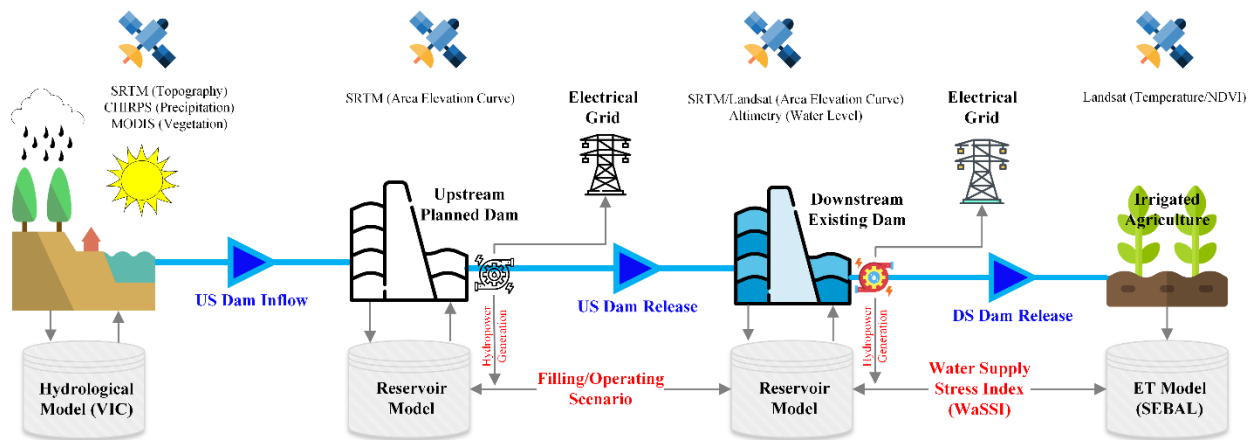 SRTM (Topography)
CHIRPS (Precipitation)
MODIS (Vegetation)
SRTM (Area Elevation Curve)
Electrical
Grid
SRTM/Landsat (Area Elevation Curve)
Altimetry (Water Level)
Electrical
Grid
Landsat (Temperature/NDVI)
Upstream
Planned Dam
Downstream
Existing Dam
Irrigated
Agriculture
US Dam Inflow
US Dam Release
DS Dam Release
Hydropower
Generation
Hydropower
Generation
Hydrological
Model (VIC)
Reservoir
Model
Filling/Operating
Scenario
Reservoir
Model
Water Supply
Stress Index
(WaSSI)
ET Model
(SEBAL)